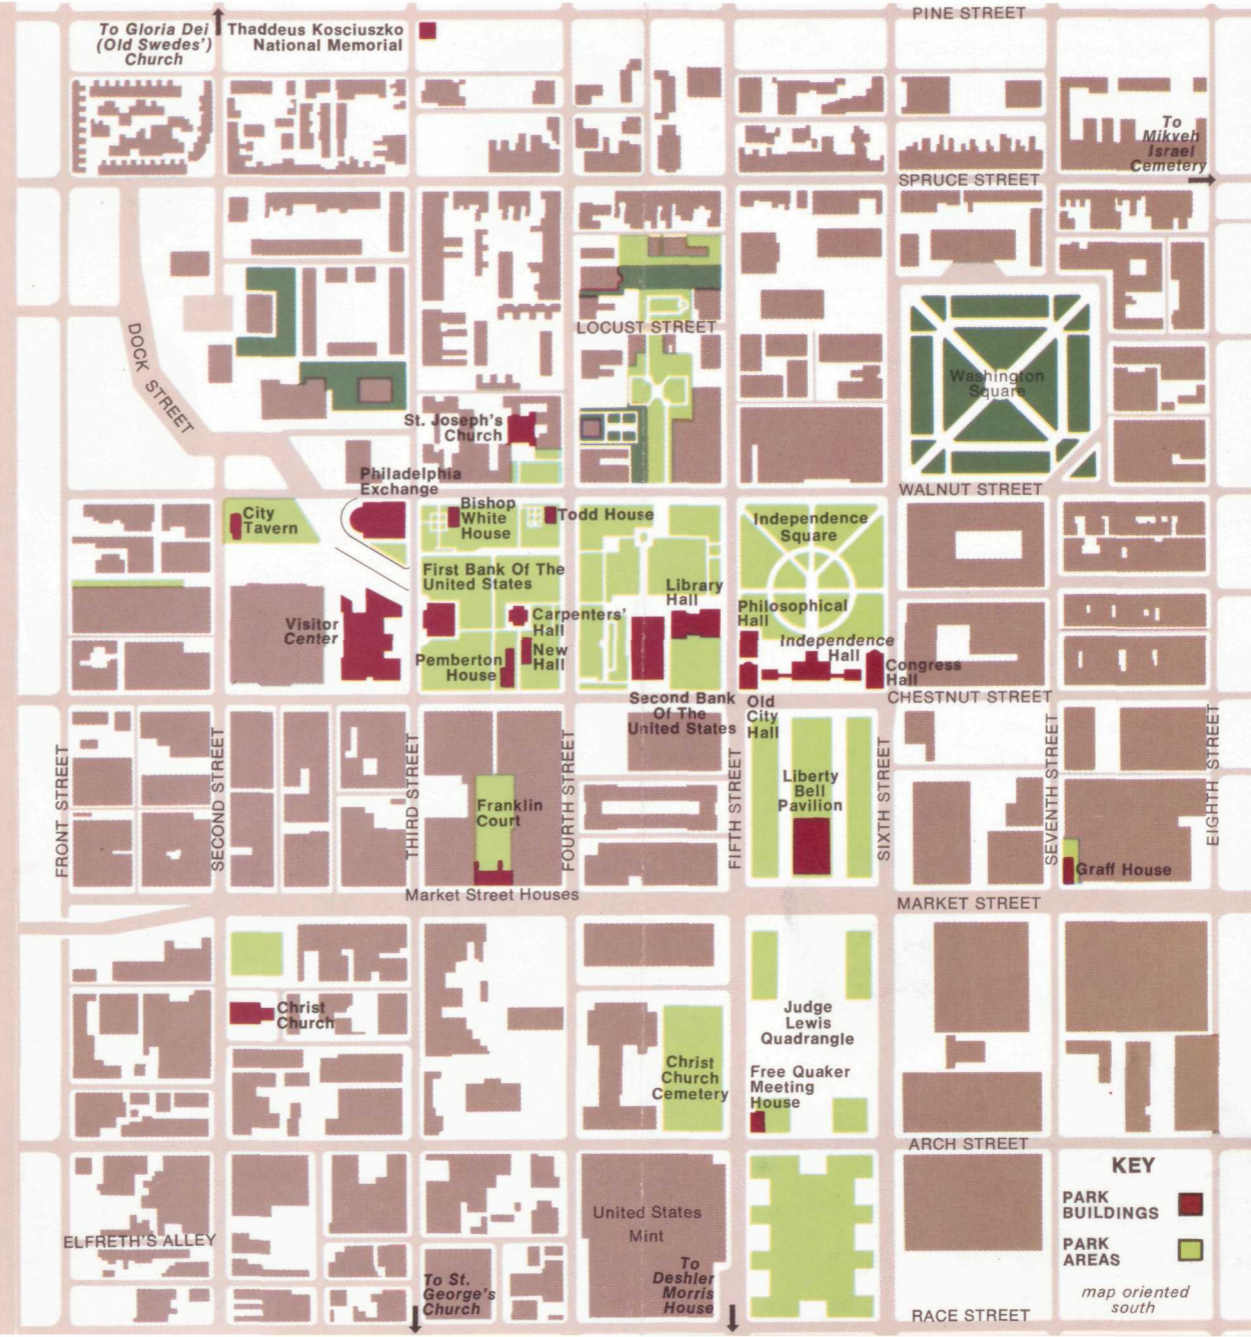 PINE STREET
To Gloria Dei
(Old Swedes')
Church
Thaddeus Kosciuszko
National Memorial
To
Mikveh
Israel
Cemetery
SPRUCE STREET
LOCUST STREET
DOCK STREET
Washington
Square
St. Joseph's
Church
Philadelphia
Exchange
WALNUT STREET
City
Tavern
Bishop
White
House
Todd House
Independence
Square
First Bank Of The
United States
Library
Hall
Visitor
Center
Carpenters'
Hall
Philosophical
Hall
New
Hall
Independence
Hall
Pemberton
House
Congress
Hall
CHESTNUT STREET
Second Bank
Of The
United States
Old
City
Hall
FRONT STREET
SECOND STREET
THIRD STREET
FOURTH STREET
FIFTH STREET
SIXTH STREET
SEVENTH STREET
EIGHTH STREET
Franklin
Court
Liberty
Bell
Pavilion
Graff House
Market Street Houses
MARKET STREET
Christ
Church
Judge
Lewis
Quadrangle
Christ
Church
Cemetery
Free Quaker
Meeting
House
ARCH STREET
ELFRETH'S ALLEY
United States
Mint
To St.
George's
Church
To
Deshler
Morris
House
RACE STREET
KEY
PARK
BUILDINGS
PARK
AREAS
map oriented
south